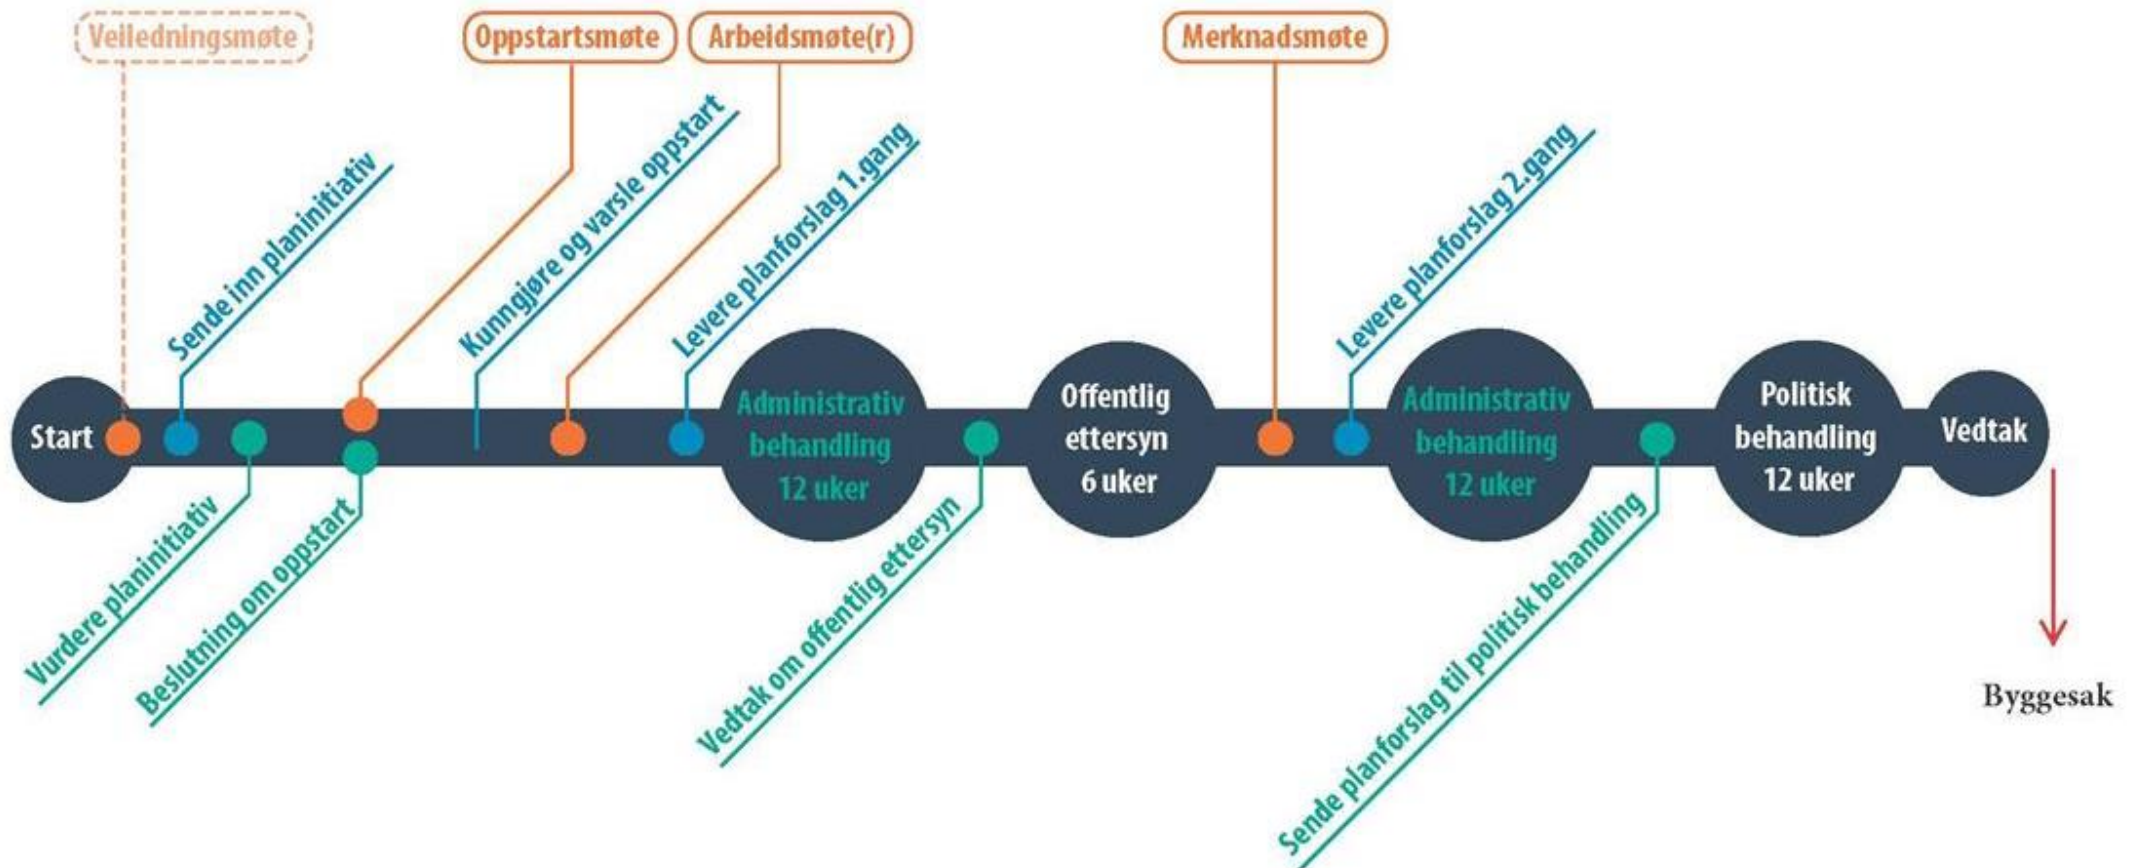 Veiledningsmøte
Oppstartsmøte
Arbeidsmøte(r)
Merknadsmøte
Sende inn planinitiativ
Kunngjøre og varsle oppstart
Levere planforslag 1.gang
Levere planforslag 2.gang
Start
Administrativ
behandling
12 uker
Offentlig
ettersyn
6 uker
Administrativ
behandling
12 uker
Politisk
behandling
12 uker
Vedtak
Vurdere planinitiativ
Beslutning om oppstart
Vedtak om offentlig ettersyn
Sende planforslag til politisk behandling
Byggesak